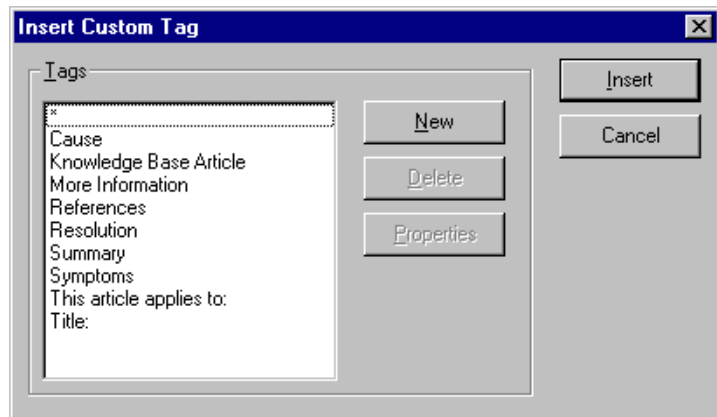 Insert Custom Tag
Tags
*
Cause
Knowledge Base Article
More Information
References
Resolution
Summary
Symptoms
This article applies to:
Title:
New
Delete
Properties
Insert
Cancel